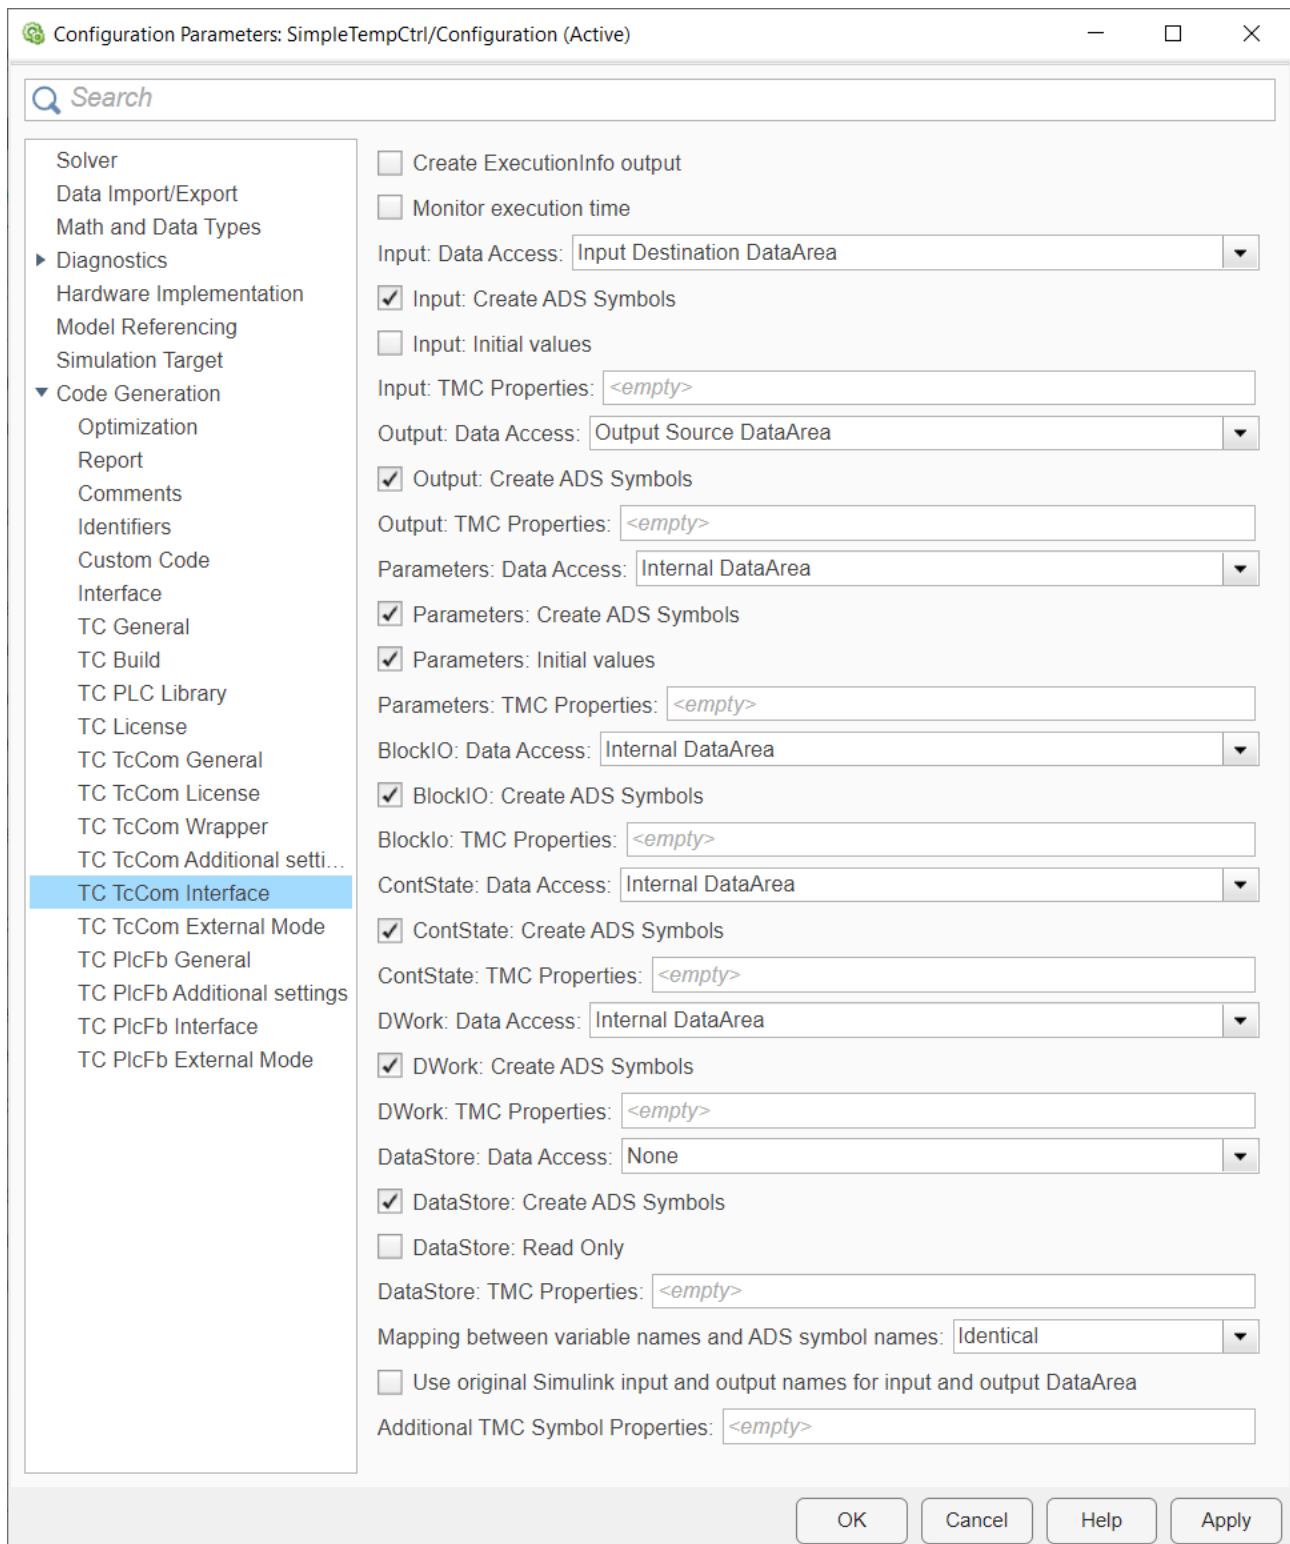 Configuration Parameters: SimpleTempCtrl/Configuration (Active)
Search
Solver
Data Import/Export
Math and Data Types
Diagnostics
Hardware Implementation
Model Referencing
Simulation Target
Code Generation
Optimization
Report
Comments
Identifiers
Custom Code
Interface
TC General
TC Build
TC PLC Library
TC License
TC TcCom General
TC TcCom License
TC TcCom Wrapper
TC TcCom Additional setti...
TC TcCom Interface
TC TcCom External Mode
TC PlcFb General
TC PlcFb Additional settings
TC PlcFb Interface
TC PlcFb External Mode
Create ExecutionInfo output
Monitor execution time
Input: Data Access: Input Destination DataArea
Input: Create ADS Symbols
Input: Initial values
Input: TMC Properties: <empty>
Output: Data Access: Output Source DataArea
Output: Create ADS Symbols
Output: TMC Properties: <empty>
Parameters: Data Access: Internal DataArea
Parameters: Create ADS Symbols
Parameters: Initial values
Parameters: TMC Properties: <empty>
BlockIO: Data Access: Internal DataArea
BlockIO: Create ADS Symbols
BlockIo: TMC Properties: <empty>
ContState: Data Access: Internal DataArea
ContState: Create ADS Symbols
ContState: TMC Properties: <empty>
DWork: Data Access: Internal DataArea
DWork: Create ADS Symbols
DWork: TMC Properties: <empty>
DataStore: Data Access: None
DataStore: Create ADS Symbols
DataStore: Read Only
DataStore: TMC Properties: <empty>
Mapping between variable names and ADS symbol names: Identical
Use original Simulink input and output names for input and output DataArea
Additional TMC Symbol Properties: <empty>
OK Cancel Help Apply